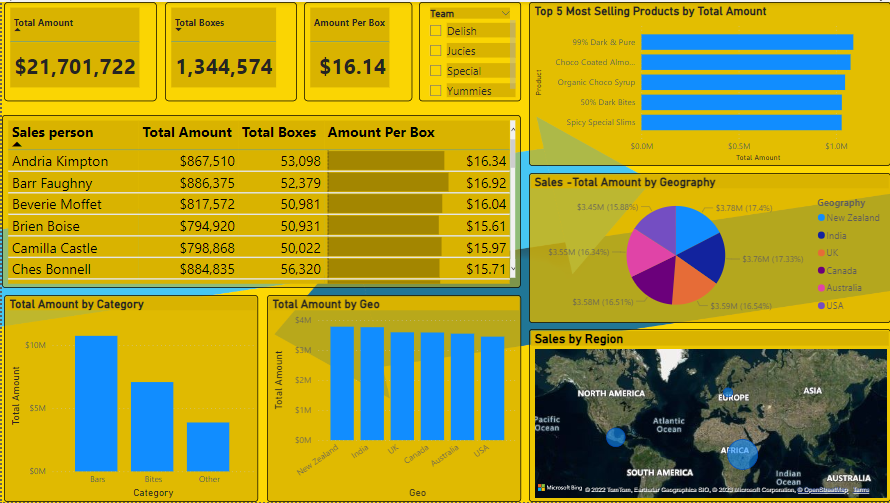 Total Amount
$21,701,722
Total Boxes
1,344,574
Amount Per Box
$16.14
Team
Delish
Jucies
Special
Yummies
Top 5 Most Selling Products by Total Amount
Product
99% Dark & Pure
Choco Coated Almo...
Organic Choco Syrup
50% Dark Bites
Spicy Special Slims
$0.0M $0.5M $1.0M
Total Amount
Sales person Total Amount Total Boxes Amount Per Box
Andria Kimpton $867,510 53,098 $16.34
Barr Faughny $886,375 52,379 $16.92
Beverie Moffet $817,572 50,981 $16.04
Brien Boise $794,920 50,931 $15.61
Camilla Castle $798,868 50,022 $15.97
Ches Bonnell $884,835 56,320 $15.71
Sales -Total Amount by Geography
$3.45M (15.88%)
$3.78M (17.4%)
$3.55M (16.34%)
$3.76M (17.33%)
$3.58M (16.51%)
$3.59M (16.54%)
Geography
New Zealand
India
UK
Canada
Australia
USA
Total Amount by Category
Total Amount
$10M
$5M
$0M
Bars Bites Other
Category
Total Amount by Geo
Total Amount
$4M
$3M
$2M
$1M
$0M
New Zealand India UK Canada Australia USA
Geo
Sales by Region
NORTH AMERICA
EUROPE
ASIA
Pacific
Ocean
Atlantic
Ocean
AFRICA
SOUTH AMERICA
Indian
Ocean
AUSTRALIA
Microsoft Bing
© 2022 TomTom, Earthstar Geographics SIO, © 2023 Microsoft Corporation, © OpenStreetMap Terms